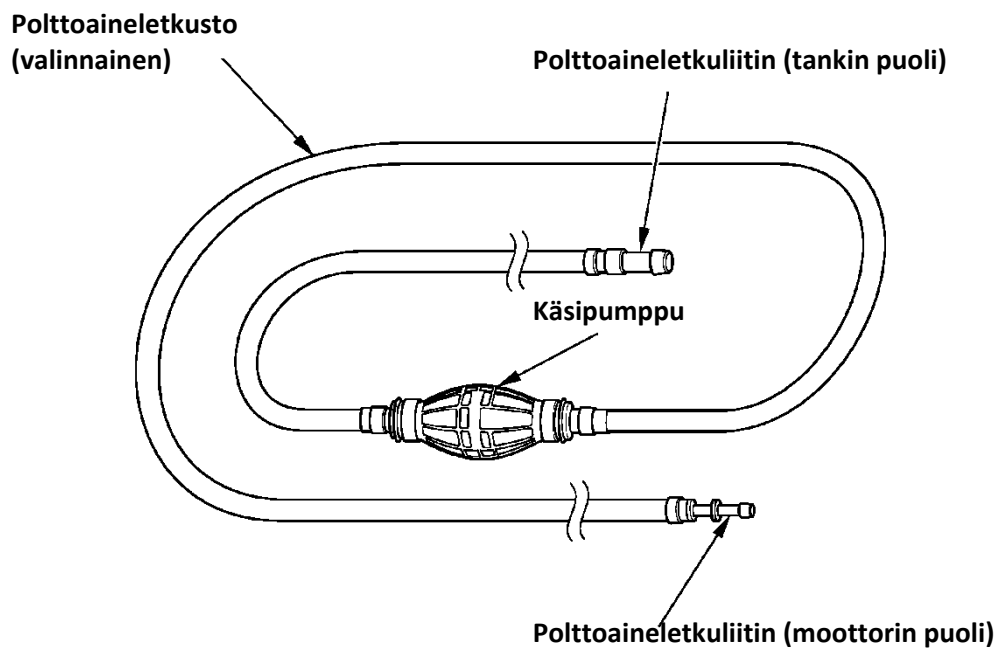 Polttoaineletkusto
(valinnainen)
Polttoaineletkuliitin (tankin puoli)
Käsipumppu
Polttoaineletkuliitin (moottorin puoli)